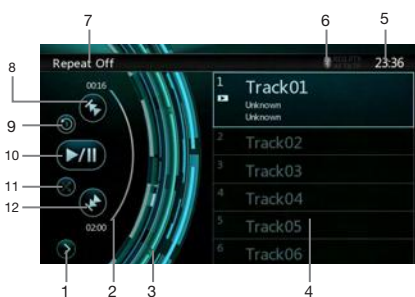 7
6
5
Repeat Off
23:36
8
00:16
1
Track01
Unknown
Unknown
9
2
Track02
10
3
Track03
11
4
Track04
12
5
Track05
02:00
6
Track06
1
2
3
4